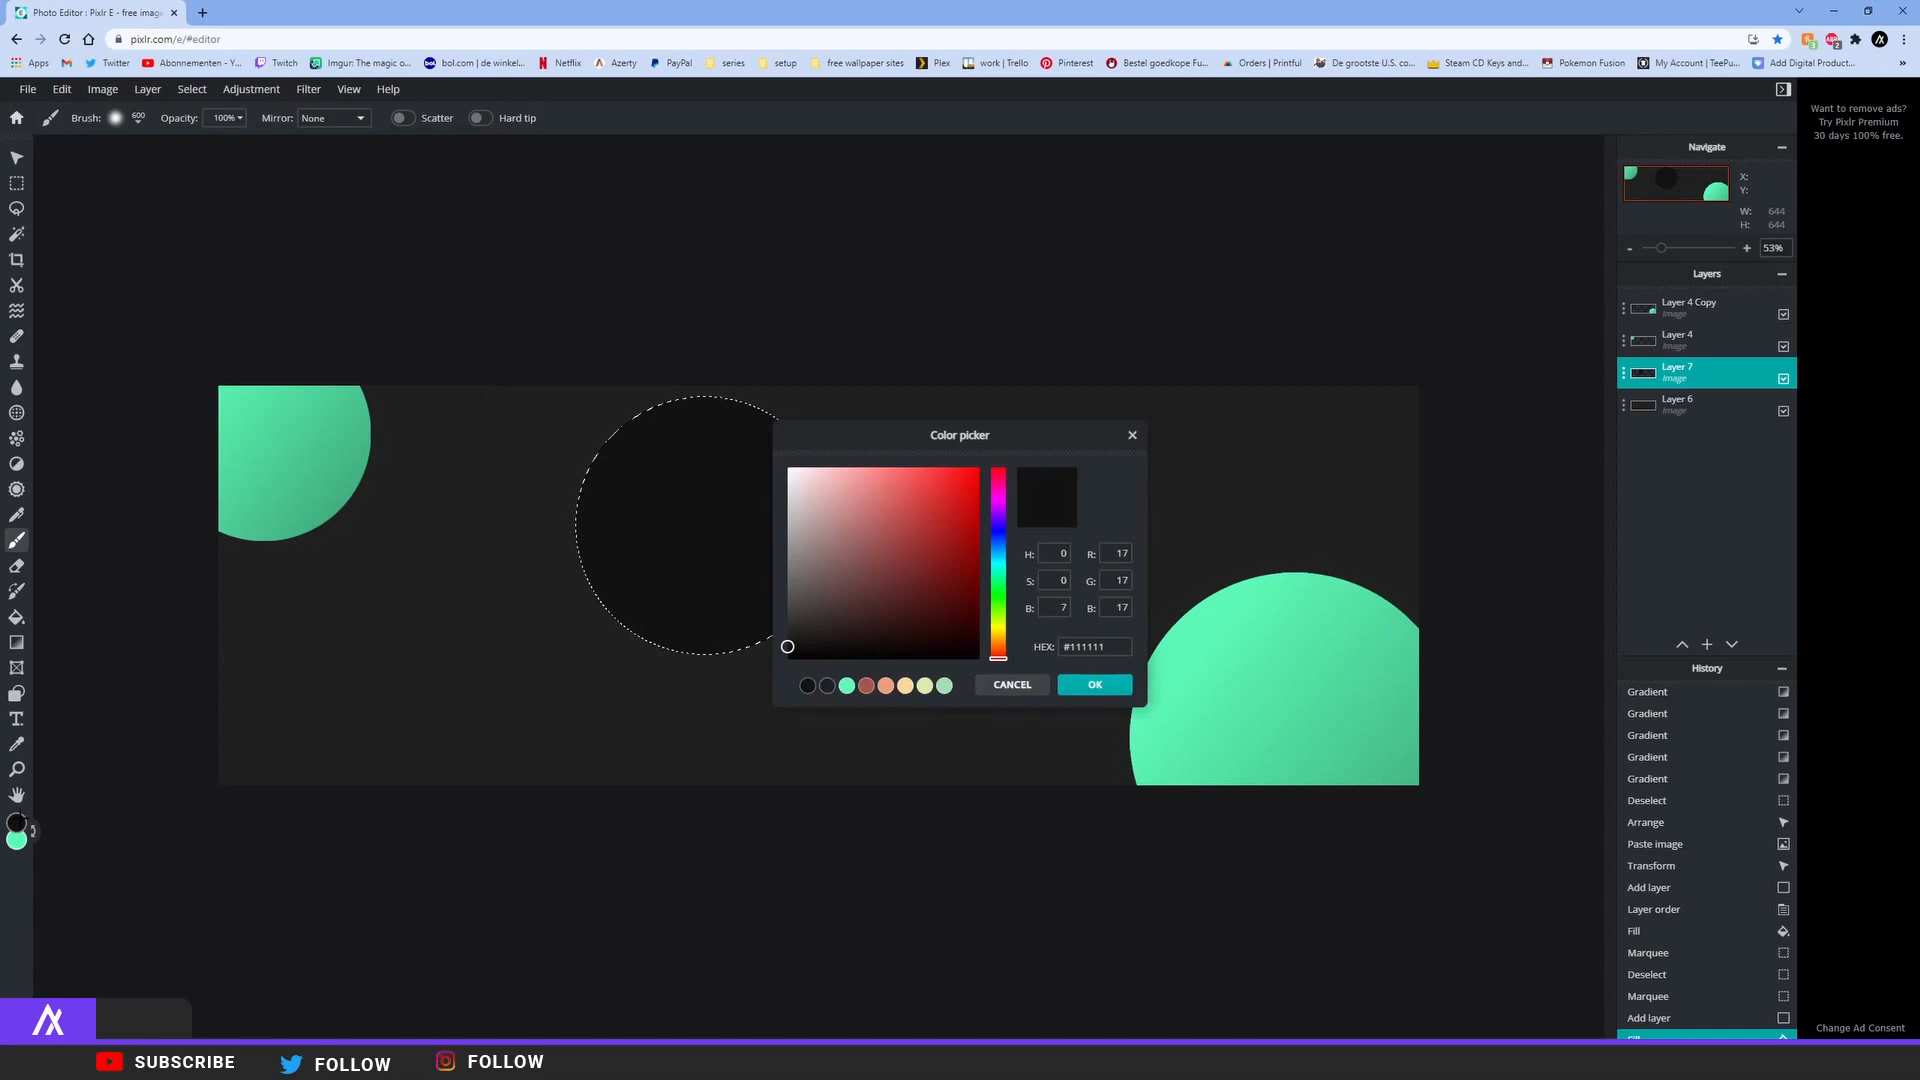 Photo Editor : Pixlr E - free imag
pixlr.com/e/#editor
Apps
Twitter
Abonnementen - Y...
Twitch
Imgur: The magic o...
bol.com | de winkel...
Netflix
Azerty
PayPal
series
setup
free wallpaper sites
Plex
work | Trello
Pinterest
Bestel goedkope Fu...
Orders | Printful
De grootste U.S. co...
Steam CD Keys and...
Pokemon Fusion
My Account | TeePu...
Add Digital Product...
File Edit Image Layer Select Adjustment Filter View Help
Brush: 600 Opacity: 100% Mirror: None Scatter Hard tip
Want to remove ads?
Try Pixlr Premium
30 days 100% free.
Navigate
X:
Y:
W: 644
H: 644
- + 53%
Layers
Layer 4 Copy
Image
Layer 4
Image
Layer 7
Image
Layer 6
Image
Color picker
H: 0 R: 17
S: 0 G: 17
B: 7 B: 17
HEX: #111111
CANCEL OK
History
Gradient
Gradient
Gradient
Gradient
Gradient
Deselect
Arrange
Paste image
Transform
Add layer
Layer order
Fill
Marquee
Deselect
Marquee
Add layer
Change Ad Consent
SUBSCRIBE FOLLOW FOLLOW